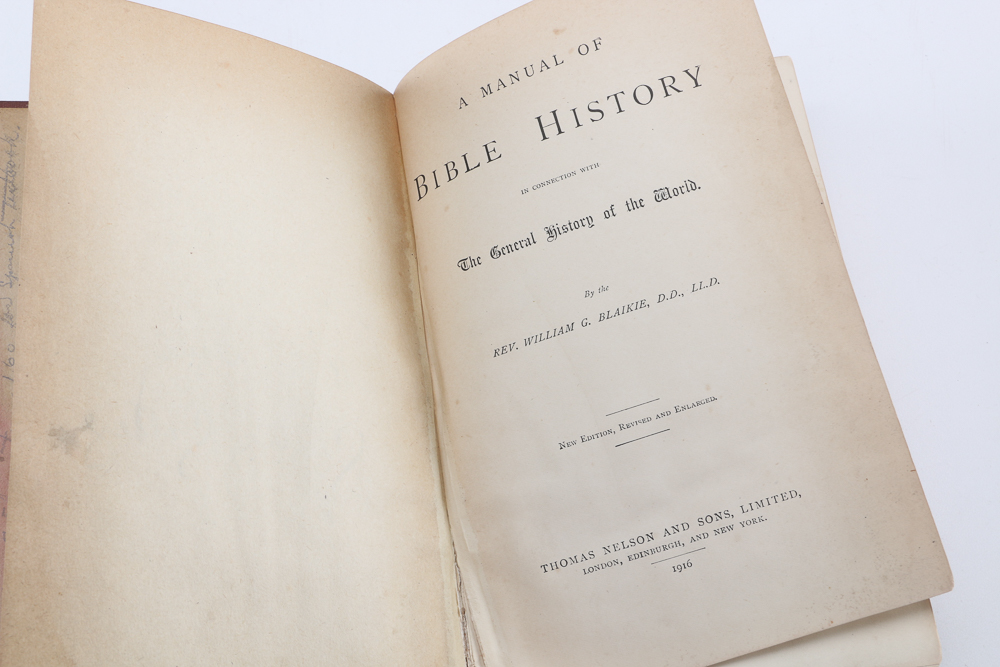 A MANUAL OF
BIBLE HISTORY
IN CONNECTION WITH
The General History of the World.
By the
REV. WILLIAM G. BLAIKIE, D.D., LL.D.
NEW EDITION, REVISED AND ENLARGED.
THOMAS NELSON AND SONS, LIMITED,
LONDON, EDINBURGH, AND NEW YORK.
1916